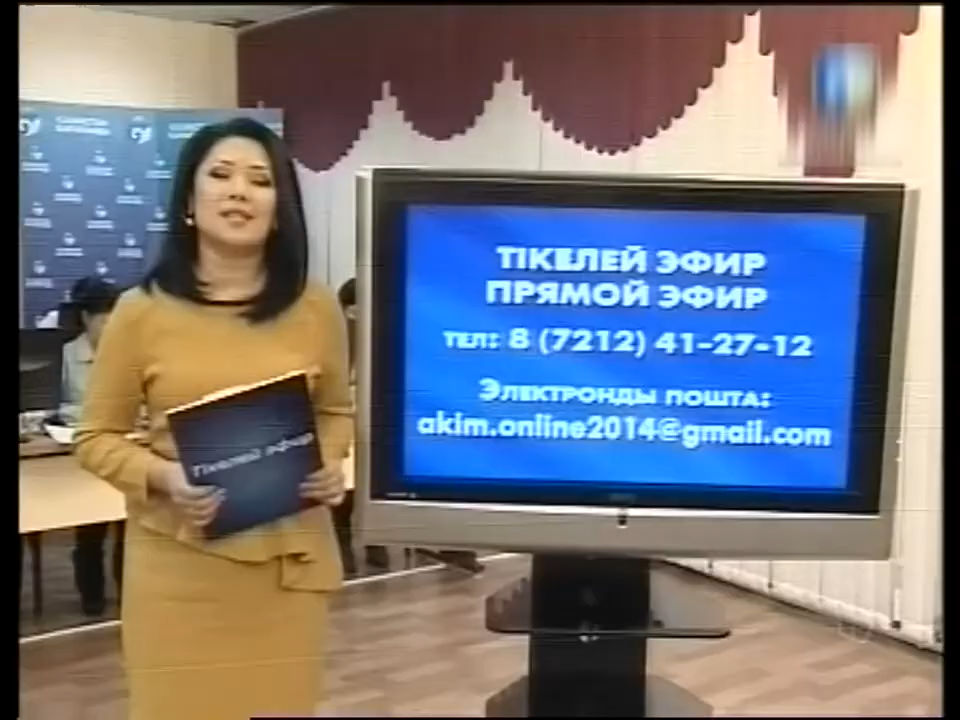 ТІКЕЛЕЙ ЭФИР
ПРЯМОЙ ЭФИР
ТЕЛ: 8 (7212) 41-27-12
ЭЛЕКТРОНДЫ ПОШТА:
akim.online2014@gmail.com
Тікелей эфир